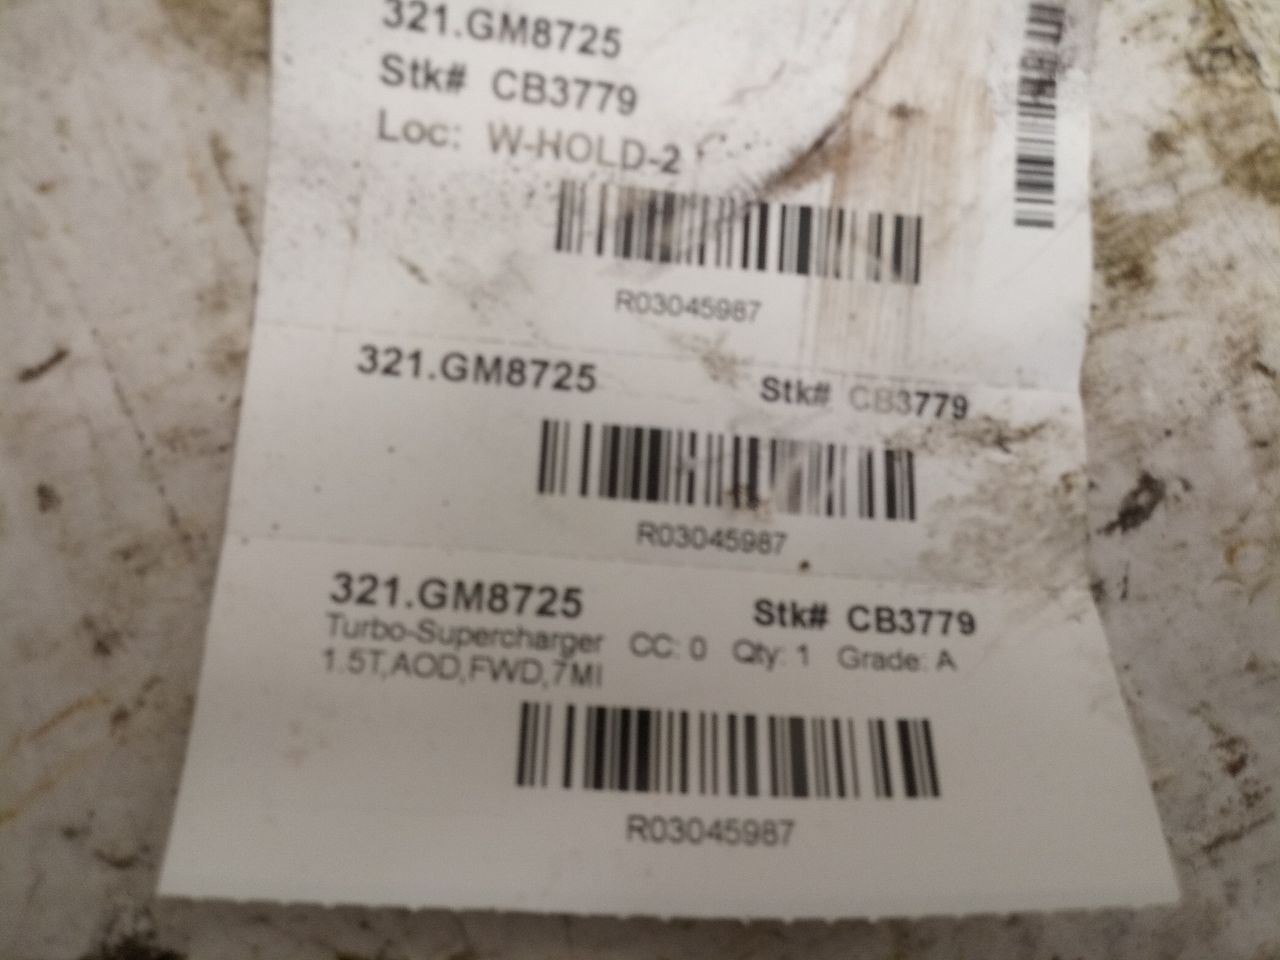 321.GM8725
Stk# CB3779
Loc: W-HOLD-2
R03045987
321.GM8725 Stk# CB3779
R03045987
321.GM8725 Stk# CB3779
Turbo-Supercharger CC: 0 Qty: 1 Grade: A
1.5T,AOD,FWD,7MI
R03045987